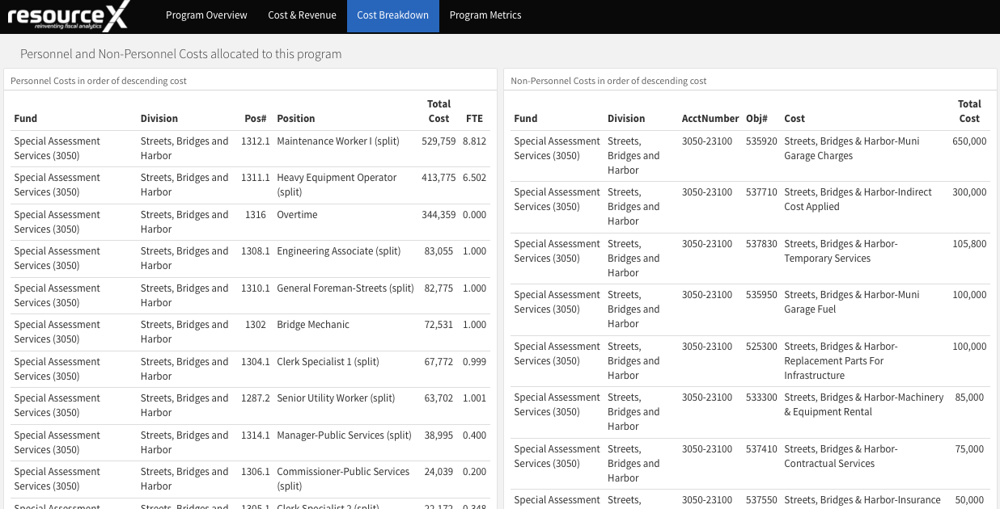 resourceX
reinventing fiscal analytics
Program Overview Cost & Revenue Cost Breakdown Program Metrics
Personnel and Non-Personnel Costs allocated to this program
Personnel Costs in order of descending cost
Total
Fund Division Pos# Position Cost FTE
Special Assessment Streets, Bridges and 1312.1 Maintenance Worker I (split) 529,759 8.812
Services (3050) Harbor
Special Assessment Streets, Bridges and 1311.1 Heavy Equipment Operator 413,775 6.502
Services (3050) Harbor (split)
Special Assessment Streets, Bridges and 1316 Overtime 344,359 0.000
Services (3050) Harbor
Special Assessment Streets, Bridges and 1308.1 Engineering Associate (split) 83,055 1.000
Services (3050) Harbor
Special Assessment Streets, Bridges and 1310.1 General Foreman-Streets (split) 82,775 1.000
Services (3050) Harbor
Special Assessment Streets, Bridges and 1302 Bridge Mechanic 72,531 1.000
Services (3050) Harbor
Special Assessment Streets, Bridges and 1304.1 Clerk Specialist 1 (split) 67,772 0.999
Services (3050) Harbor
Special Assessment Streets, Bridges and 1287.2 Senior Utility Worker (split) 63,702 1.001
Services (3050) Harbor
Special Assessment Streets, Bridges and 1314.1 Manager-Public Services (split) 38,995 0.400
Services (3050) Harbor
Special Assessment Streets, Bridges and 1306.1 Commissioner-Public Services 24,039 0.200
Services (3050) Harbor (split)
Special Assessment Streets, Bridges and 1305.1 Clerk Specialist 2 (split) 22,172 0.348
Non-Personnel Costs in order of descending cost
Total
Fund Division AcctNumber Obj# Cost Cost
Special Assessment Streets, 3050-23100 535920 Streets, Bridges & Harbor-Muni 650,000
Services (3050) Bridges and Garage Charges
Harbor
Special Assessment Streets, 3050-23100 537710 Streets, Bridges & Harbor-Indirect 300,000
Services (3050) Bridges and Cost Applied
Harbor
Special Assessment Streets, 3050-23100 537830 Streets, Bridges & Harbor- 105,800
Services (3050) Bridges and Temporary Services
Harbor
Special Assessment Streets, 3050-23100 535950 Streets, Bridges & Harbor-Muni 100,000
Services (3050) Bridges and Garage Fuel
Harbor
Special Assessment Streets, 3050-23100 525300 Streets, Bridges & Harbor- 100,000
Services (3050) Bridges and Replacement Parts For
Harbor Infrastructure
Special Assessment Streets, 3050-23100 533300 Streets, Bridges & Harbor-Machinery 85,000
Services (3050) Bridges and & Equipment Rental
Harbor
Special Assessment Streets, 3050-23100 537410 Streets, Bridges & Harbor- 75,000
Services (3050) Bridges and Contractual Services
Harbor
Special Assessment Streets, 3050-23100 537550 Streets, Bridges & Harbor-Insurance 50,000